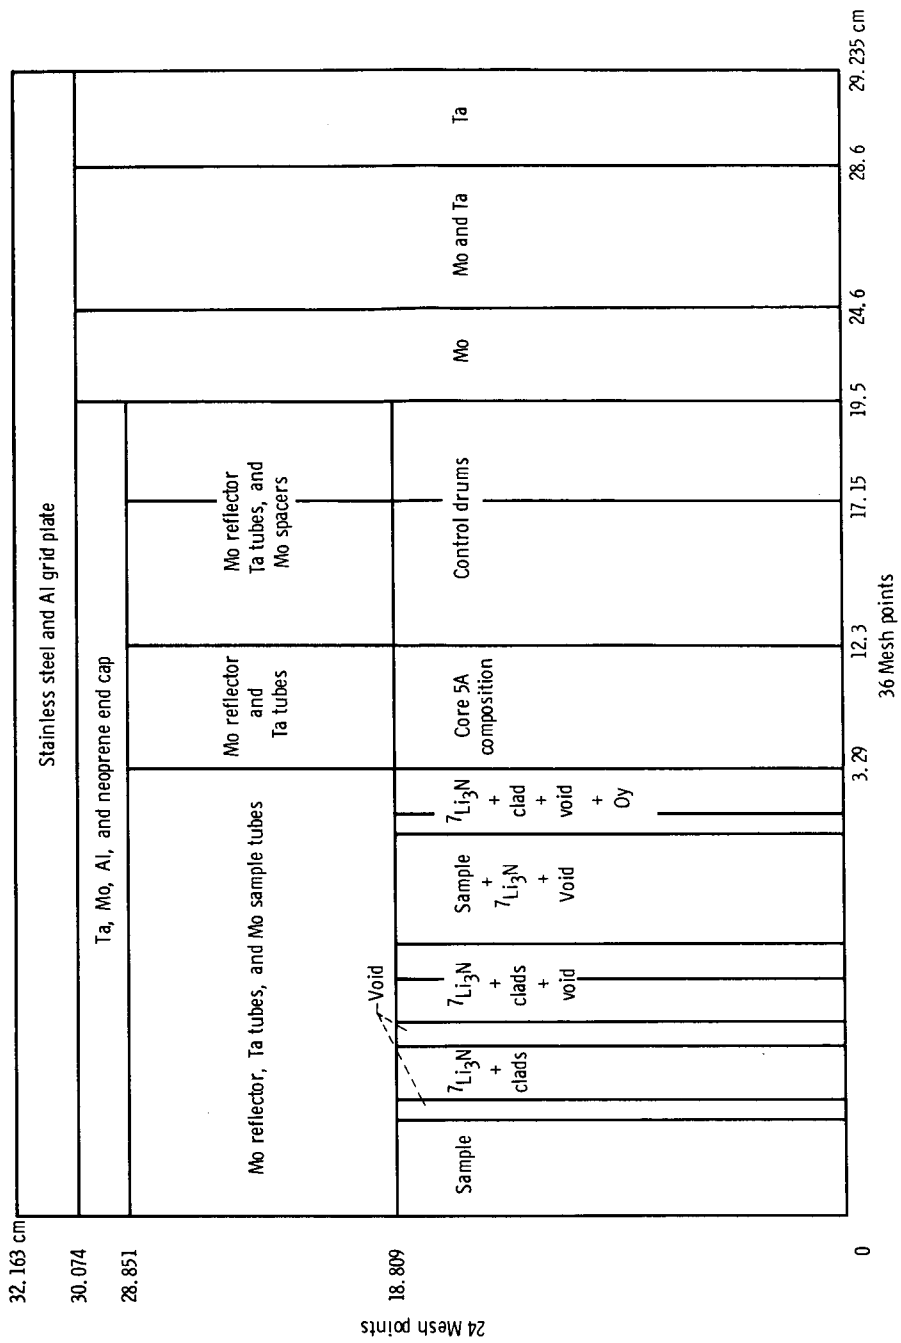 32.163 cm
30.074
28.851
18.809
0
24 Mesh points
Stainless steel and Al grid plate
Ta, Mo, Al, and neoprene end cap
Mo reflector, Ta tubes, and Mo sample tubes
Mo reflector
and
Ta tubes
Mo reflector
Ta tubes, and
Mo spacers
Void
Sample
7Li3N
+
clads
7Li3N
+
clads
+
void
Sample
+
7Li3N
+
Void
7Li3N
+
clad
+
void
+ Oy
Core 5A
composition
Control drums
Mo
Mo and Ta
Ta
3.29
12.3
17.15
19.5
24.6
28.6
29.235 cm
36 Mesh points